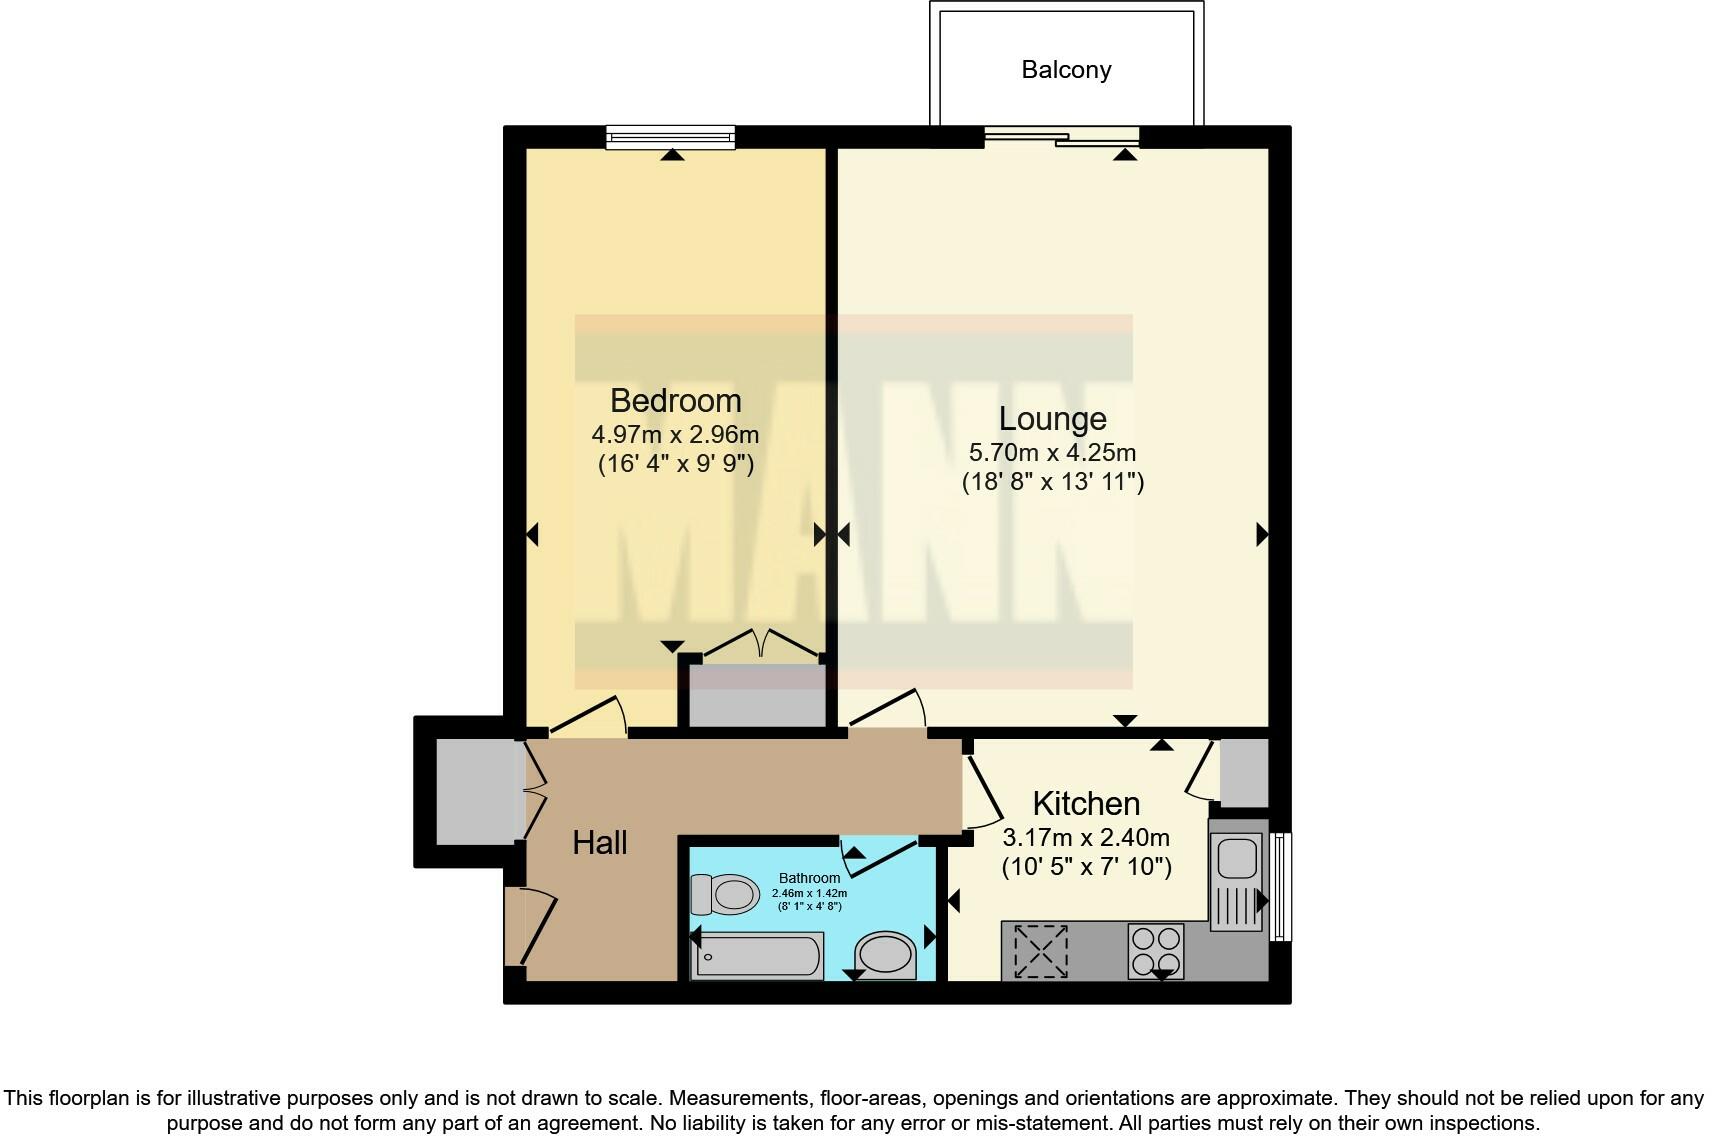 Balcony
Bedroom
4.97m x 2.96m
(16' 4" x 9' 9")
Lounge
5.70m x 4.25m
(18' 8" x 13' 11")
MANN
Hall
Kitchen
3.17m x 2.40m
(10' 5" x 7' 10")
Bathroom
2.46m x 1.42m
(8' 1" x 4' 8")
This floorplan is for illustrative purposes only and is not drawn to scale. Measurements, floor-areas, openings and orientations are approximate. They should not be relied upon for any
purpose and do not form any part of an agreement. No liability is taken for any error or mis-statement. All parties must rely on their own inspections.